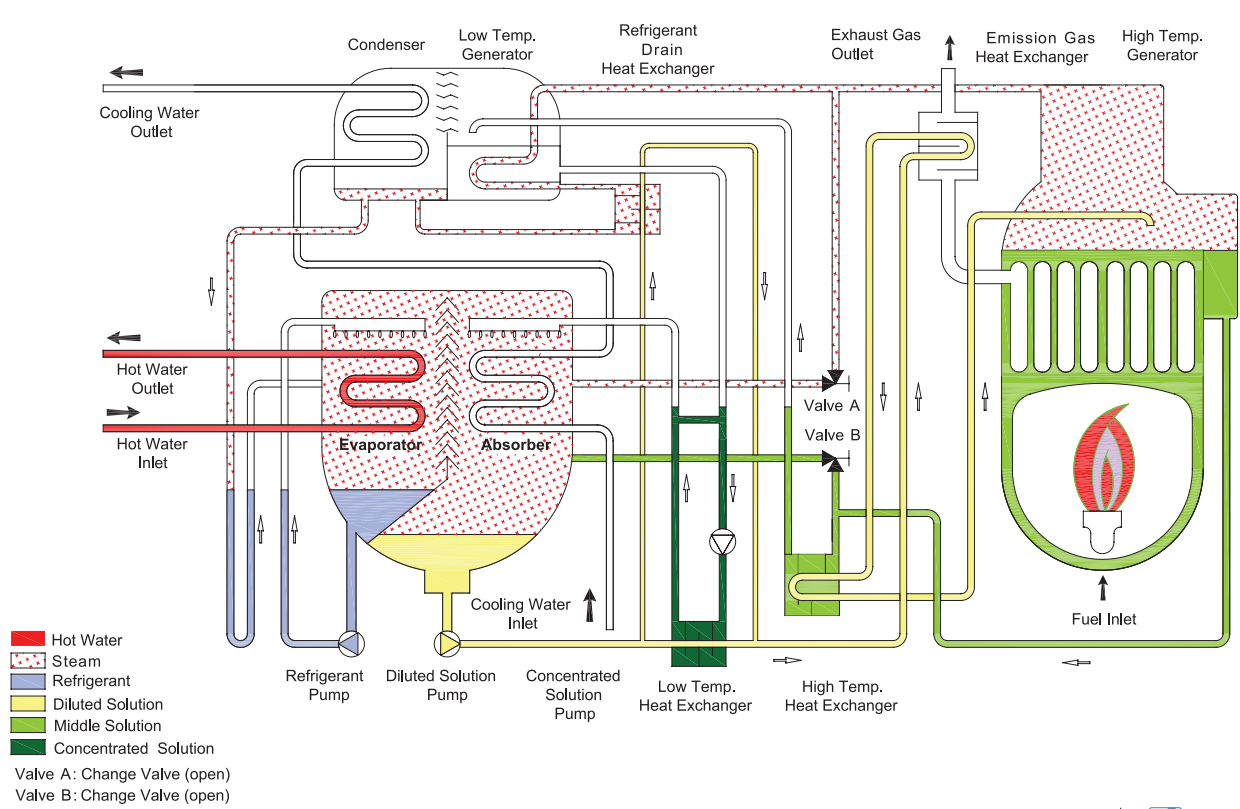 Condenser
Low Temp.
Generator
Refrigerant
Drain
Heat Exchanger
Exhaust Gas
Outlet
Emission Gas
Heat Exchanger
High Temp.
Generator
Cooling Water
Outlet
Hot Water
Outlet
Hot Water
Inlet
Evaporator
Absorber
Valve A
Valve B
Cooling Water
Inlet
Fuel Inlet
Refrigerant
Pump
Diluted Solution
Pump
Concentrated
Solution
Pump
Low Temp.
Heat Exchanger
High Temp.
Heat Exchanger
Hot Water
Steam
Refrigerant
Diluted Solution
Middle Solution
Concentrated Solution
Valve A: Change Valve (open)
Valve B: Change Valve (open)